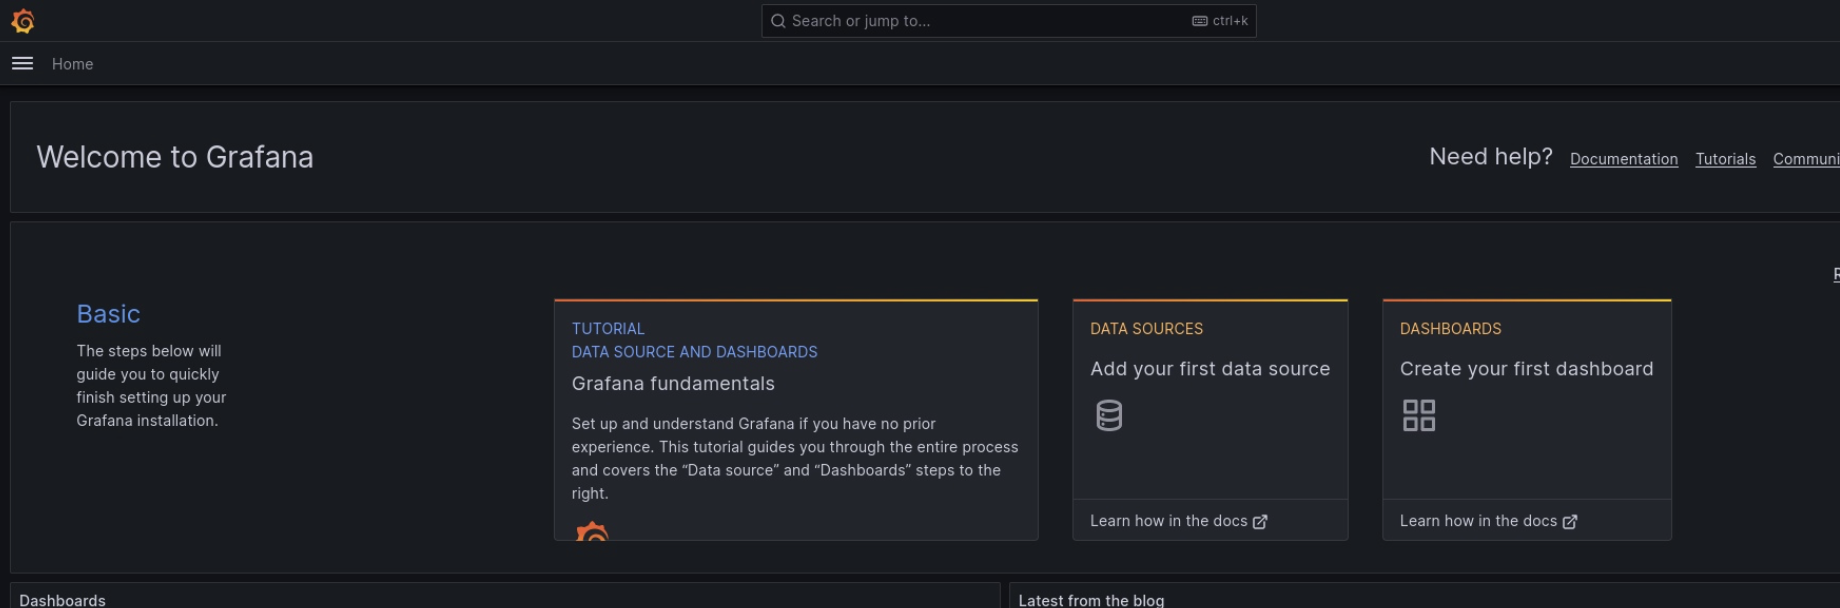 Search or jump to...
ctrl+k
Home
Welcome to Grafana
Need help?
Documentation
Tutorials
Communi
Basic
The steps below will
guide you to quickly
finish setting up your
Grafana installation.
TUTORIAL
DATA SOURCE AND DASHBOARDS
Grafana fundamentals
Set up and understand Grafana if you have no prior
experience. This tutorial guides you through the entire process
and covers the “Data source” and “Dashboards” steps to the
right.
DATA SOURCES
Add your first data source
Learn how in the docs
DASHBOARDS
Create your first dashboard
Learn how in the docs
Dashboards
Latest from the blog